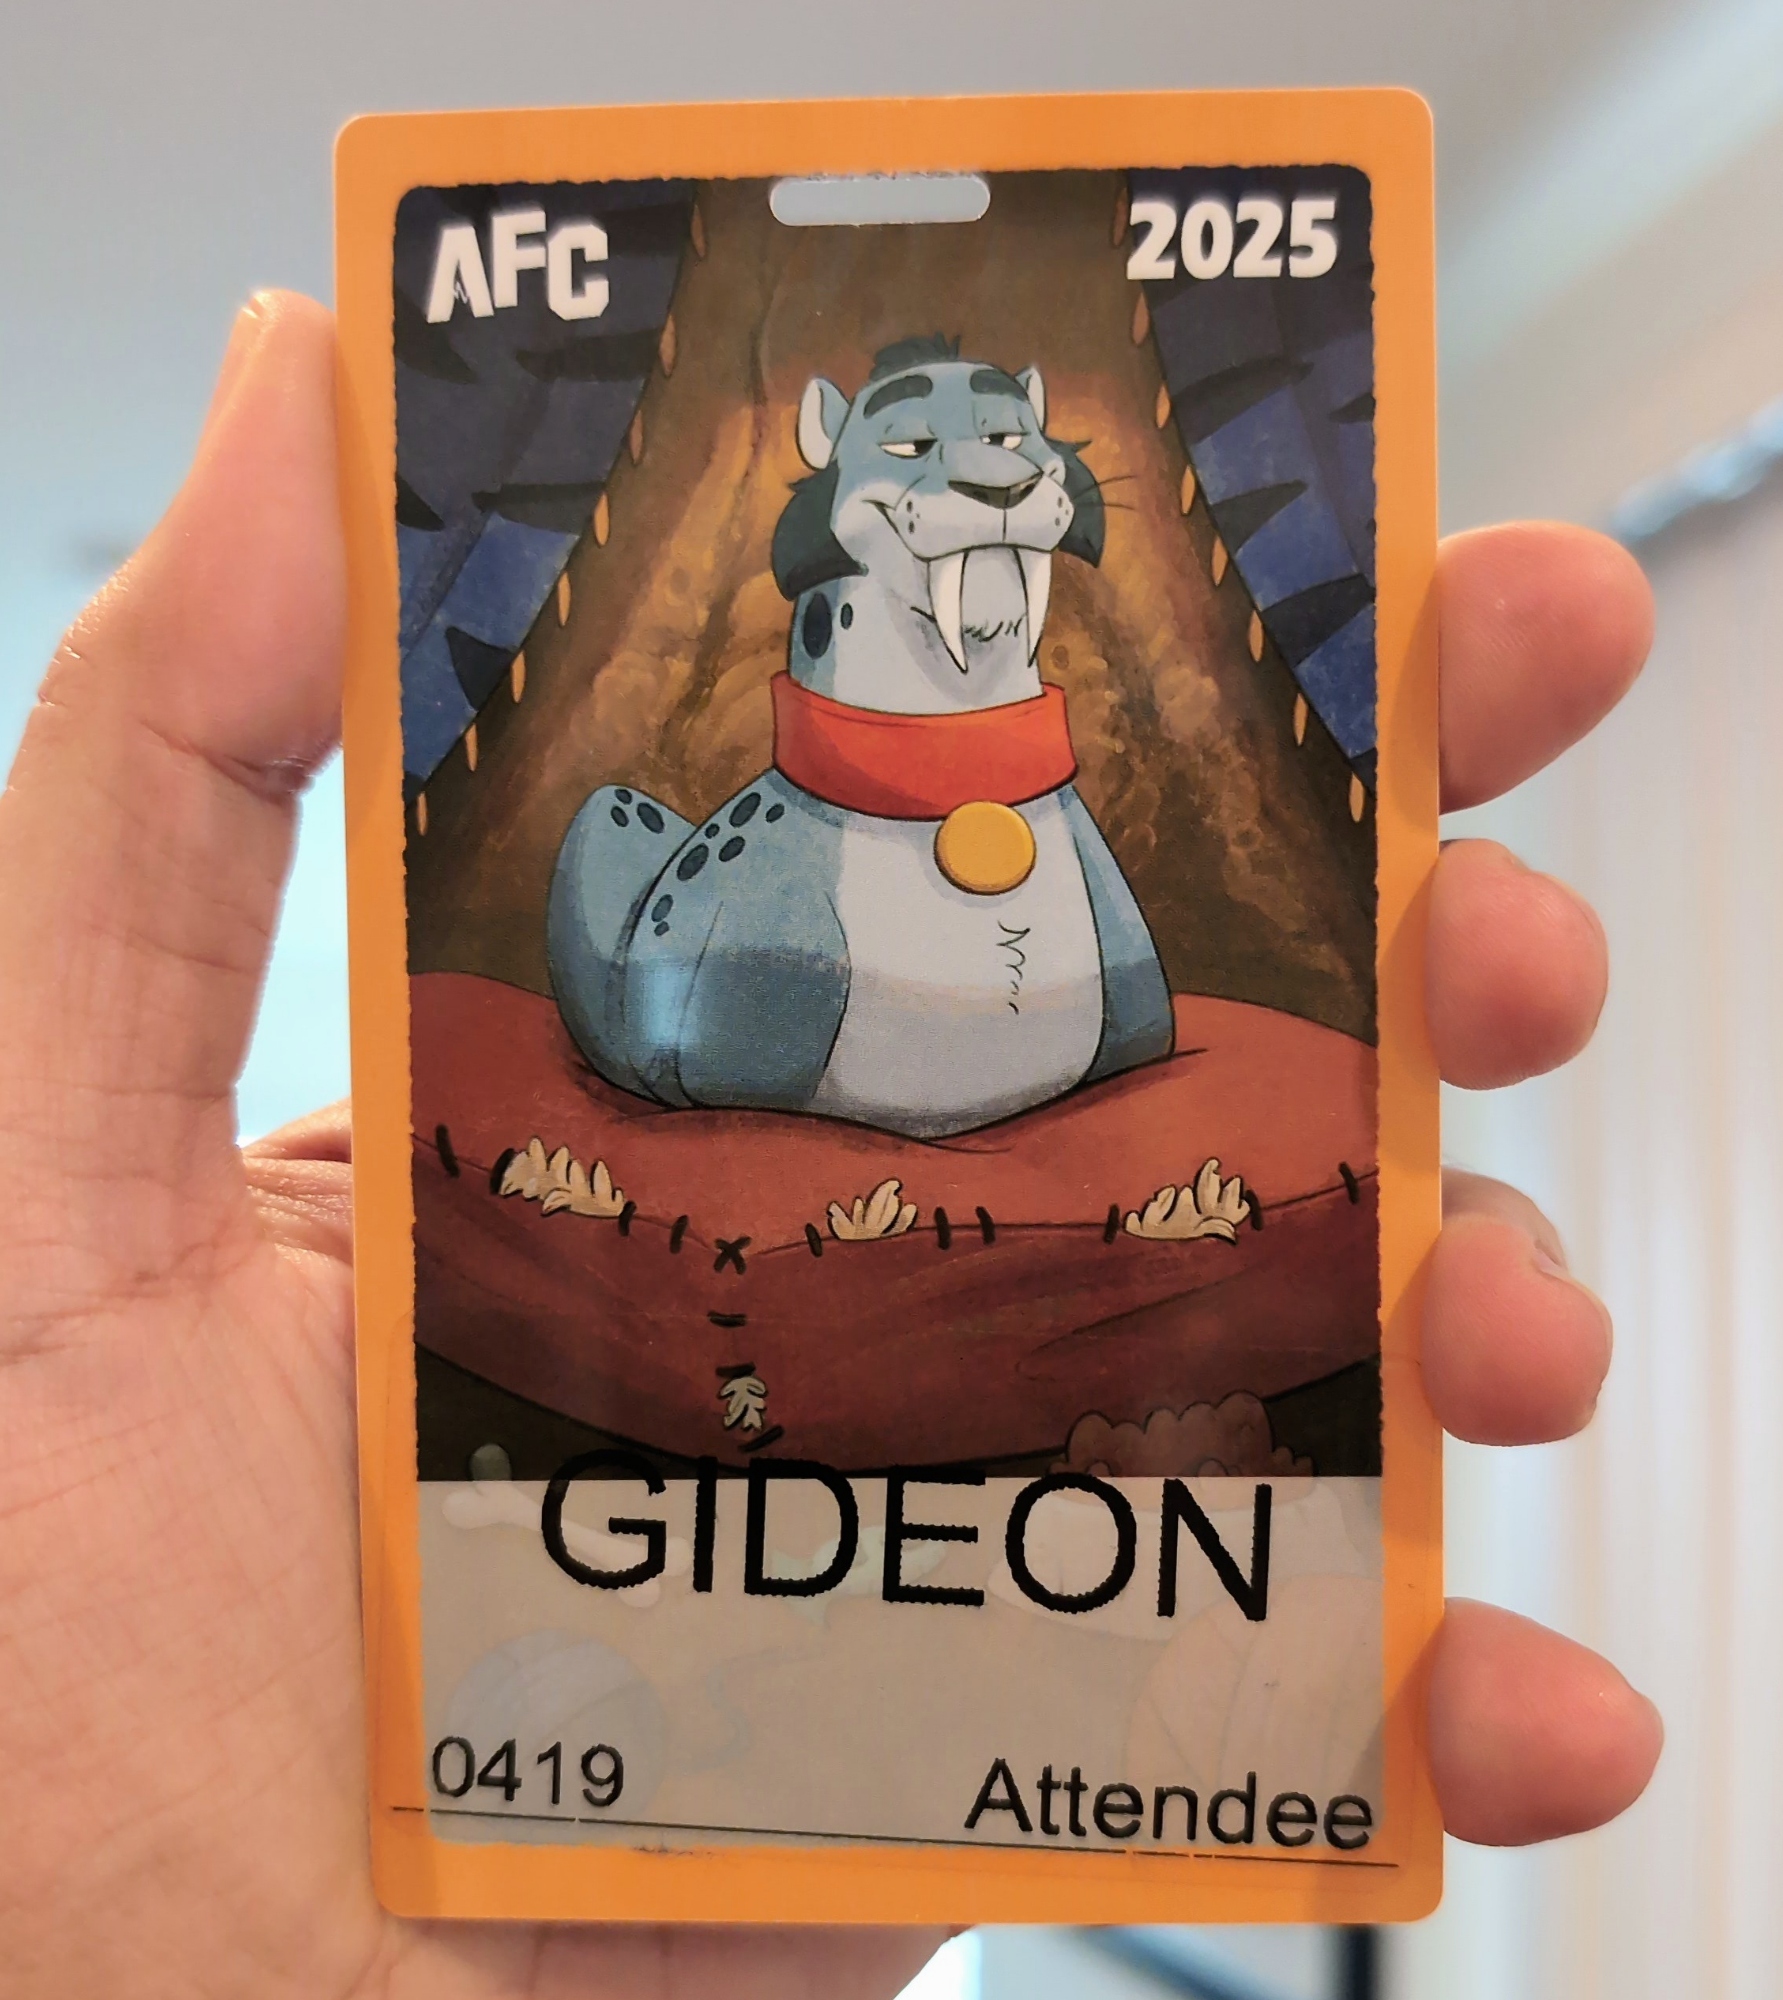 AFC 2025
GIDEON
0419 Attendee